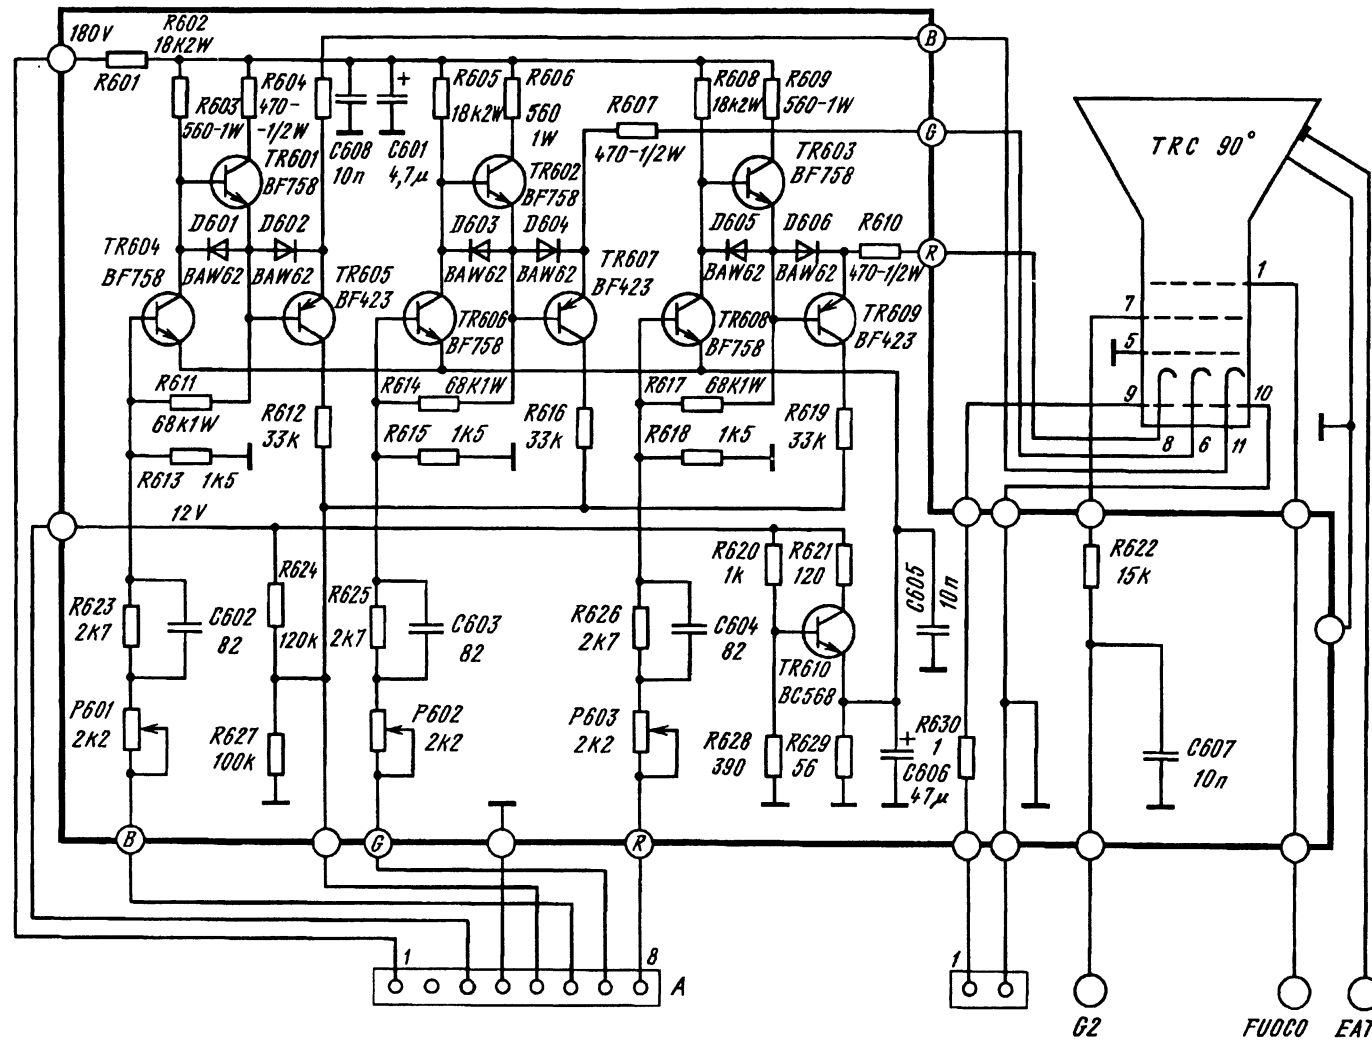 180V
R602
18K2W
R601
R603
560-1W
R604
470-
-1/2W
C608
10n
+
C601
4,7μ
R605
18K2W
R606
560
1W
R607
470-1/2W
R608
18K2W
R609
560-1W
B
G
R
TR601
BF758
TR602
BF758
TR603
BF758
D601
BAW62
D602
BAW62
D603
BAW62
D604
BAW62
D605
BAW62
D606
BAW62
R610
470-1/2W
TR604
BF758
TR605
BF423
TR606
BF758
TR607
BF423
TR608
BF758
TR609
BF423
TRC 90°
1
7
5
9
10
8
6
11
R611
68K1W
R612
33K
R613
1K5
R614
68K1W
R615
1K5
R616
33K
R617
68K1W
R618
1K5
R619
33K
12V
R620
1K
R621
120
R622
15K
R623
2K7
C602
82
R624
120K
R625
2K7
C603
82
R626
2K7
C604
82
C605
10n
TR610
BC568
P601
2K2
R627
100K
P602
2K2
P603
2K2
R628
390
R629
56
+
C606
47μ
R630
1
C607
10n
B
G
R
1
8
A
1
G2
FUOCO
EAT